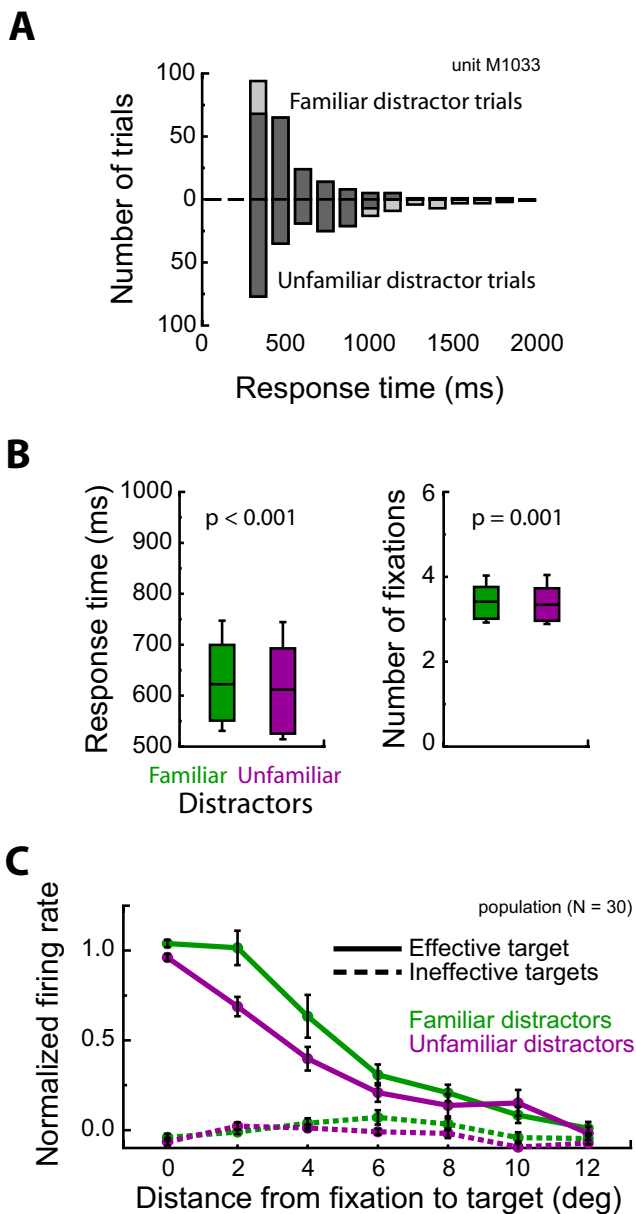 A
unit M1033
100
Familiar distractor trials
50
0
50
Unfamiliar distractor trials
100
Number of trials
0 500 1000 1500 2000
Response time (ms)
B
1000
900
800
700
600
500
Response time (ms)
p < 0.001
Familiar Unfamiliar
Distractors
6
4
2
0
Number of fixations
p = 0.001
C
population (N = 30)
1.0
0.5
0.0
Normalized firing rate
Effective target
Ineffective targets
Familiar distractors
Unfamiliar distractors
0 2 4 6 8 10 12
Distance from fixation to target (deg)